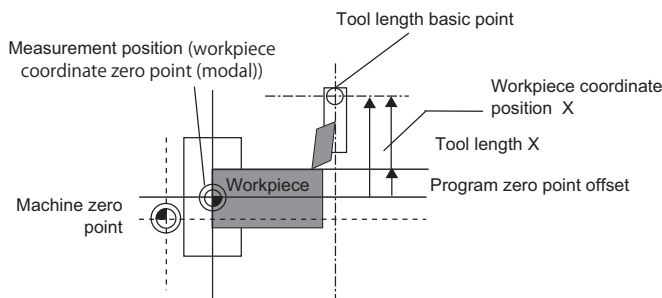 Tool length basic point
Measurement position (workpiece
coordinate zero point (modal))
Workpiece coordinate
position X
Tool length X
Workpiece
Program zero point offset
Machine zero
point